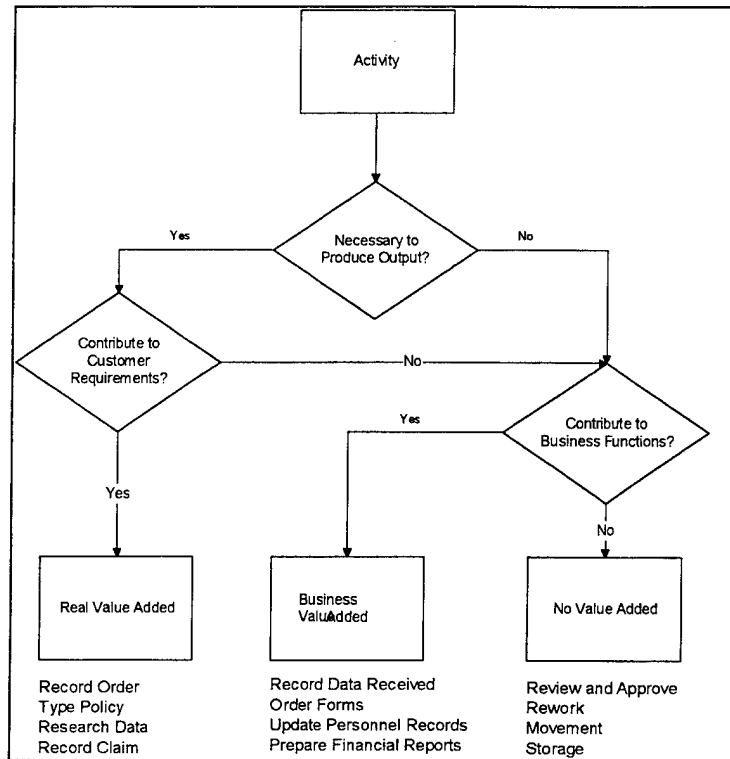 Activity
Necessary to
Produce Output?
Yes
No
Contribute to
Customer
Requirements?
No
Contribute to
Business Functions?
Yes
Yes
No
Real Value Added
Business
ValueAdded
No Value Added
Record Order
Type Policy
Research Data
Record Claim
Record Data Received
Order Forms
Update Personnel Records
Prepare Financial Reports
Review and Approve
Rework
Movement
Storage